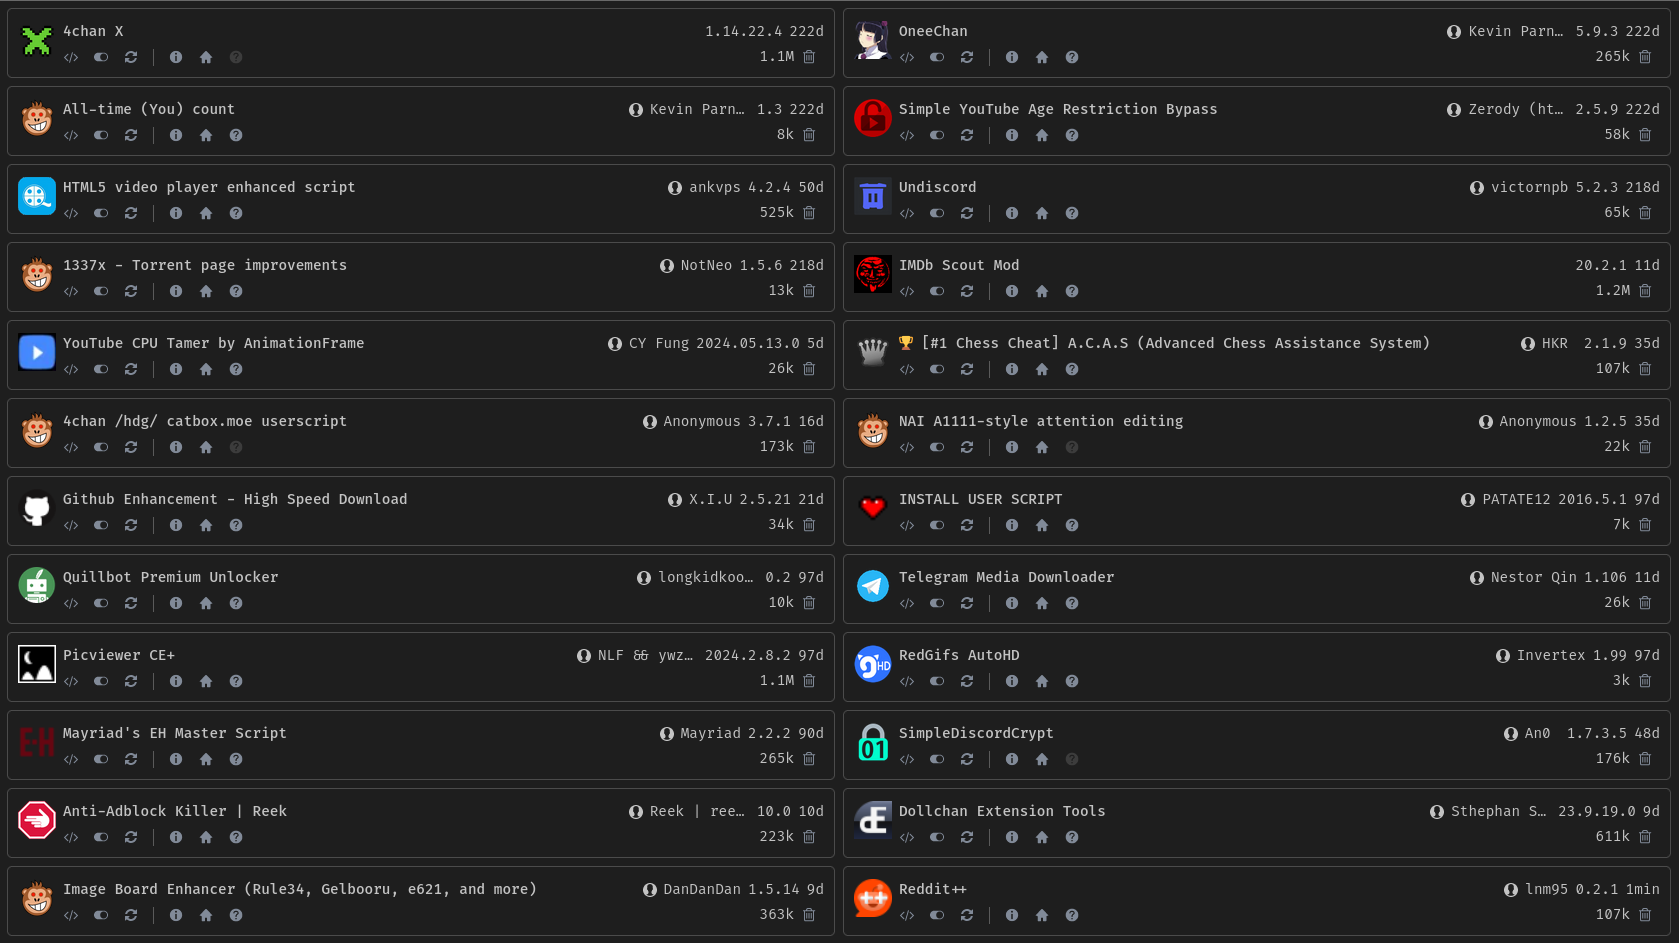 4chan X 1.14.22.4 222d
1.1M
OneeChan Kevin Parn… 5.9.3 222d
265k
All-time (You) count Kevin Parn… 1.3 222d
8k
Simple YouTube Age Restriction Bypass Zerody (ht… 2.5.9 222d
58k
HTML5 video player enhanced script ankvps 4.2.4 50d
525k
Undiscord victornpb 5.2.3 218d
65k
1337x - Torrent page improvements NotNeo 1.5.6 218d
13k
IMDb Scout Mod 20.2.1 11d
1.2M
YouTube CPU Tamer by AnimationFrame CY Fung 2024.05.13.0 5d
26k
🏆 [#1 Chess Cheat] A.C.A.S (Advanced Chess Assistance System) HKR 2.1.9 35d
107k
4chan /hdg/ catbox.moe userscript Anonymous 3.7.1 16d
173k
NAI A1111-style attention editing Anonymous 1.2.5 35d
22k
Github Enhancement - High Speed Download X.I.U 2.5.21 21d
34k
INSTALL USER SCRIPT PATATE12 2016.5.1 97d
7k
Quillbot Premium Unlocker longkidkoo… 0.2 97d
10k
Telegram Media Downloader Nestor Qin 1.106 11d
26k
Picviewer CE+ NLF && ywz… 2024.2.8.2 97d
1.1M
HD
RedGifs AutoHD Invertex 1.99 97d
3k
E-H
Mayriad's EH Master Script Mayriad 2.2.2 90d
265k
01
SimpleDiscordCrypt An0 1.7.3.5 48d
176k
Anti-Adblock Killer | Reek Reek | ree… 10.0 10d
223k
dE
Dollchan Extension Tools Sthephan S… 23.9.19.0 9d
611k
Image Board Enhancer (Rule34, Gelbooru, e621, and more) DanDanDan 1.5.14 9d
363k
Reddit++ lnm95 0.2.1 1min
107k